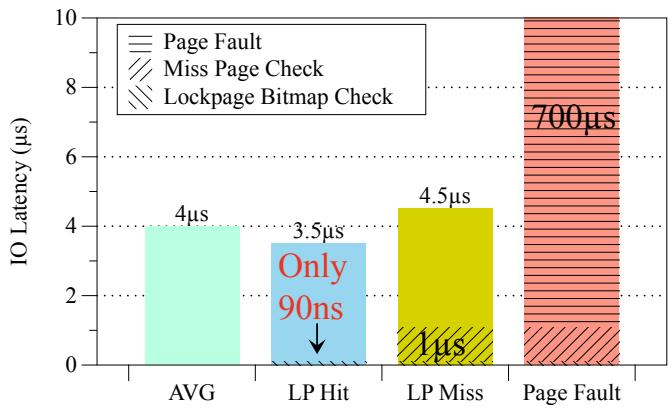 IO Latency (μs)
10
8
6
4
2
0
Page Fault
Miss Page Check
Lockpage Bitmap Check
4μs
3.5μs
Only
90ns
4.5μs
1μs
700μs
AVG
LP Hit
LP Miss
Page Fault